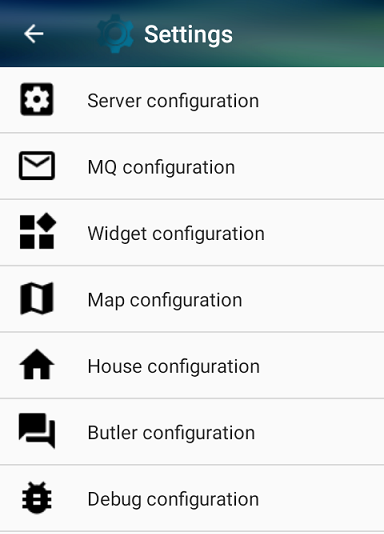 Settings
Server configuration
MQ configuration
Widget configuration
Map configuration
House configuration
Butler configuration
Debug configuration